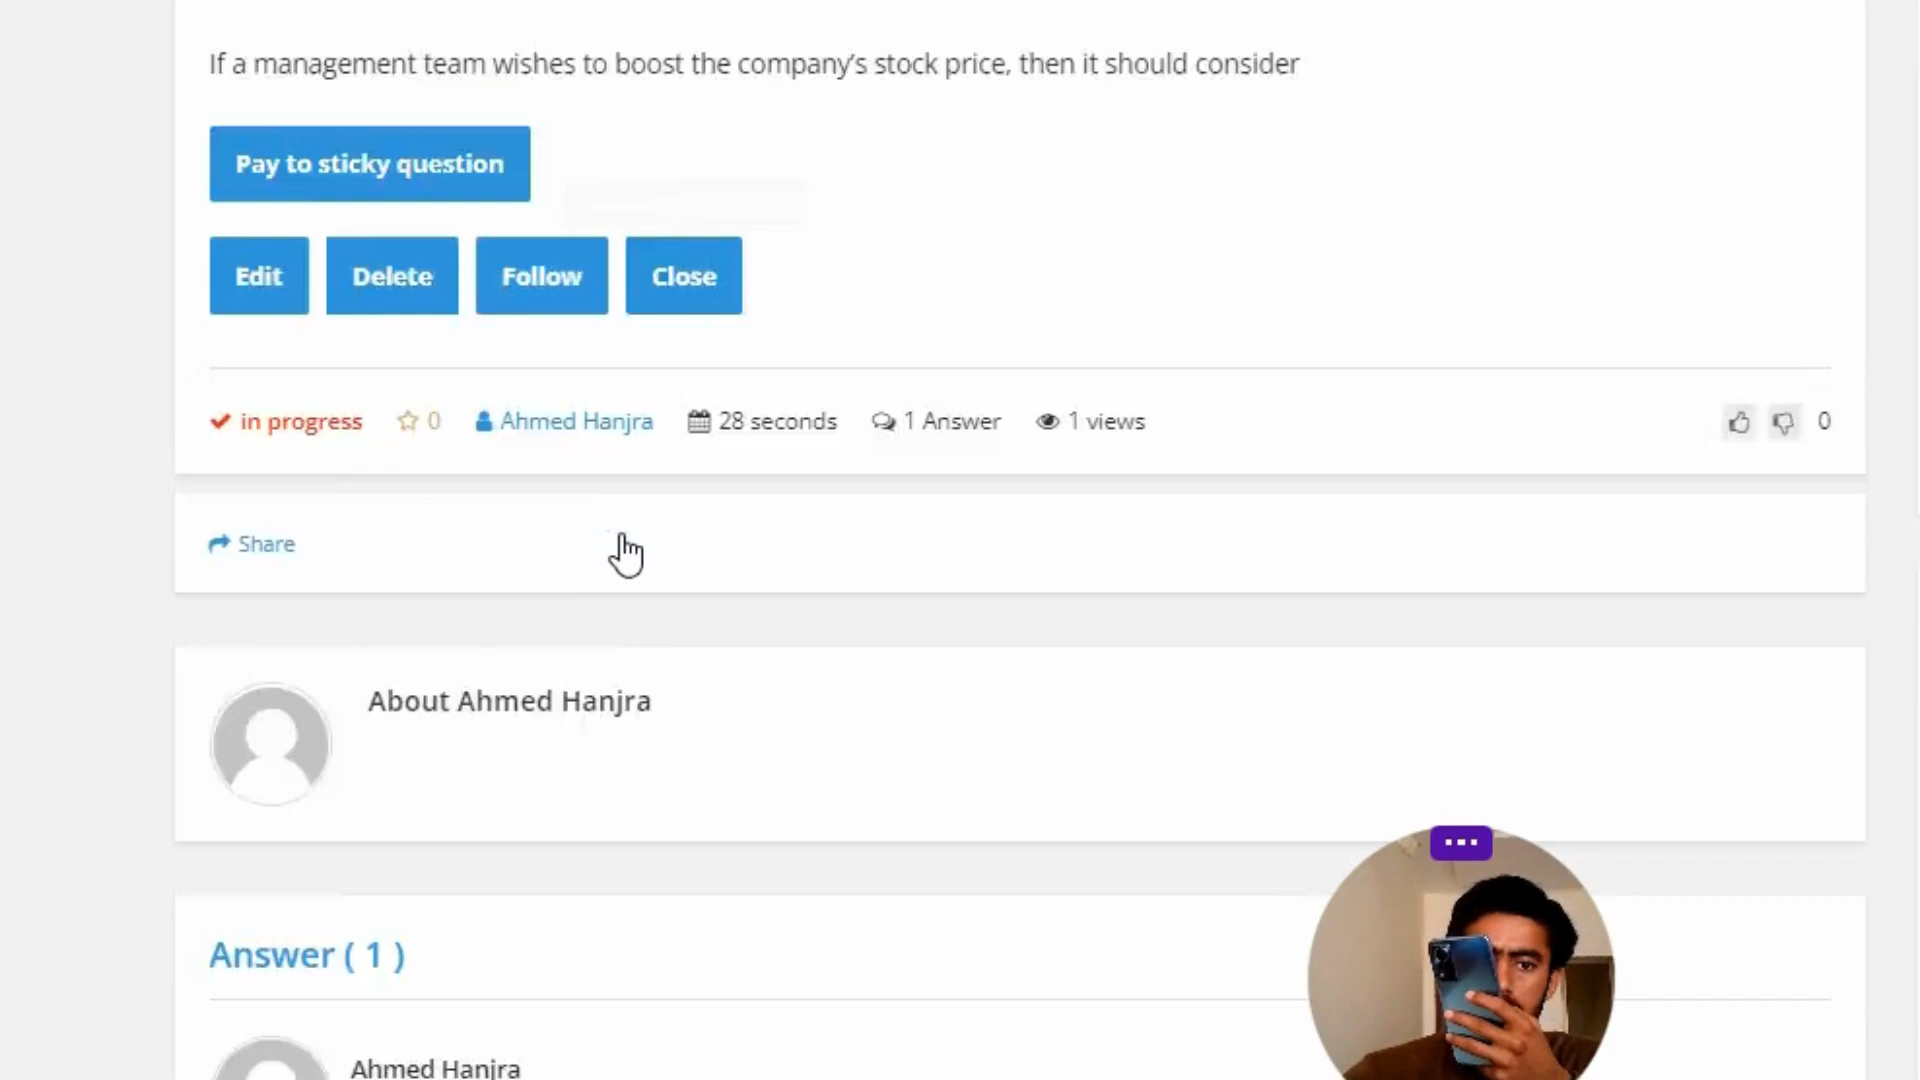 If a management team wishes to boost the company's stock price, then it should consider
Pay to sticky question
Edit Delete Follow Close
in progress 0 Ahmed Hanjra 28 seconds 1 Answer 1 views 0
Share
About Ahmed Hanjra
Answer ( 1 )
Ahmed Hanjra